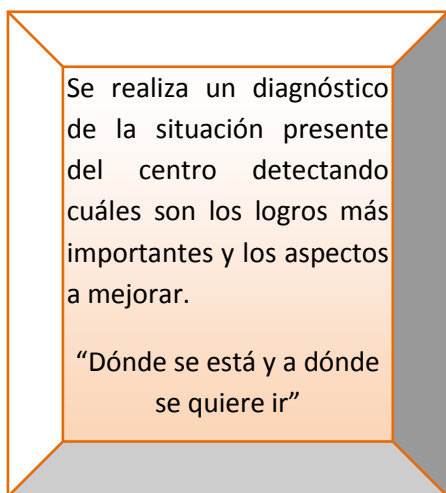 Se realiza un diagnóstico
de la situación presente
del centro detectando
cuáles son los logros más
importantes y los aspectos
a mejorar.
“Dónde se está y a dónde
se quiere ir”